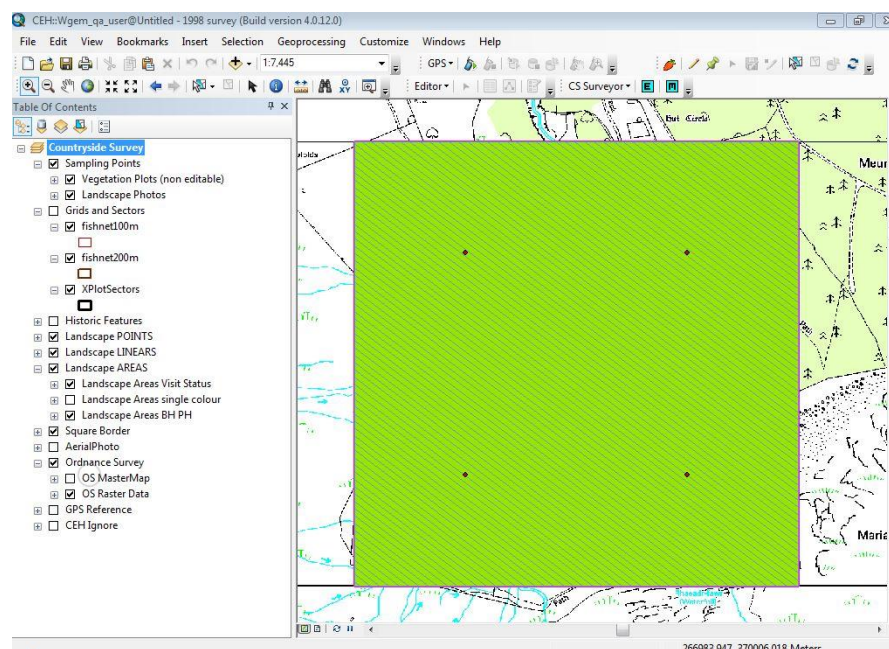 CEH::Wgem_qa_user@Untitled - 1998 survey (Build version 4.0.12.0)
File Edit View Bookmarks Insert Selection Geoprocessing Customize Windows Help
1:7,445 GPS
Editor CS Surveyor E M
Table Of Contents
Countryside Survey
Sampling Points
Vegetation Plots (non editable)
Landscape Photos
Grids and Sectors
fishnet100m
fishnet200m
XPlotSectors
Historic Features
Landscape POINTS
Landscape LINEARS
Landscape AREAS
Landscape Areas Visit Status
Landscape Areas single colour
Landscape Areas BH PH
Square Border
AerialPhoto
Ordnance Survey
OS MasterMap
OS Raster Data
GPS Reference
CEH Ignore
Hut Circle
Meur
Maria
Path
(Waterfall)
266983.947 370006.018 Meters